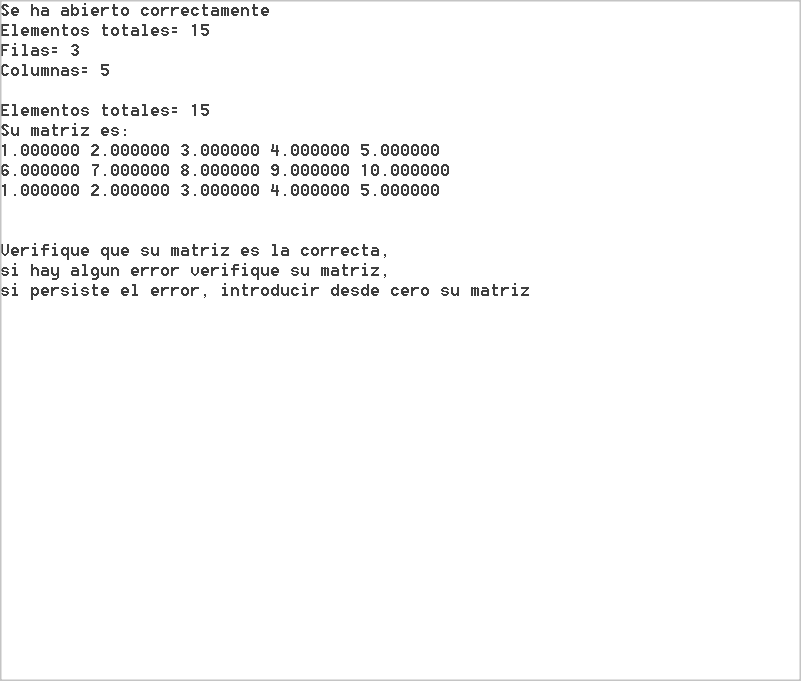 Se ha abierto correctamente
Elementos totales= 15
Filas= 3
Columnas= 5
Elementos totales= 15
Su matriz es:
1.000000 2.000000 3.000000 4.000000 5.000000
6.000000 7.000000 8.000000 9.000000 10.000000
1.000000 2.000000 3.000000 4.000000 5.000000
Verifique que su matriz es la correcta,
si hay algun error verifique su matriz,
si persiste el error, introducir desde cero su matriz